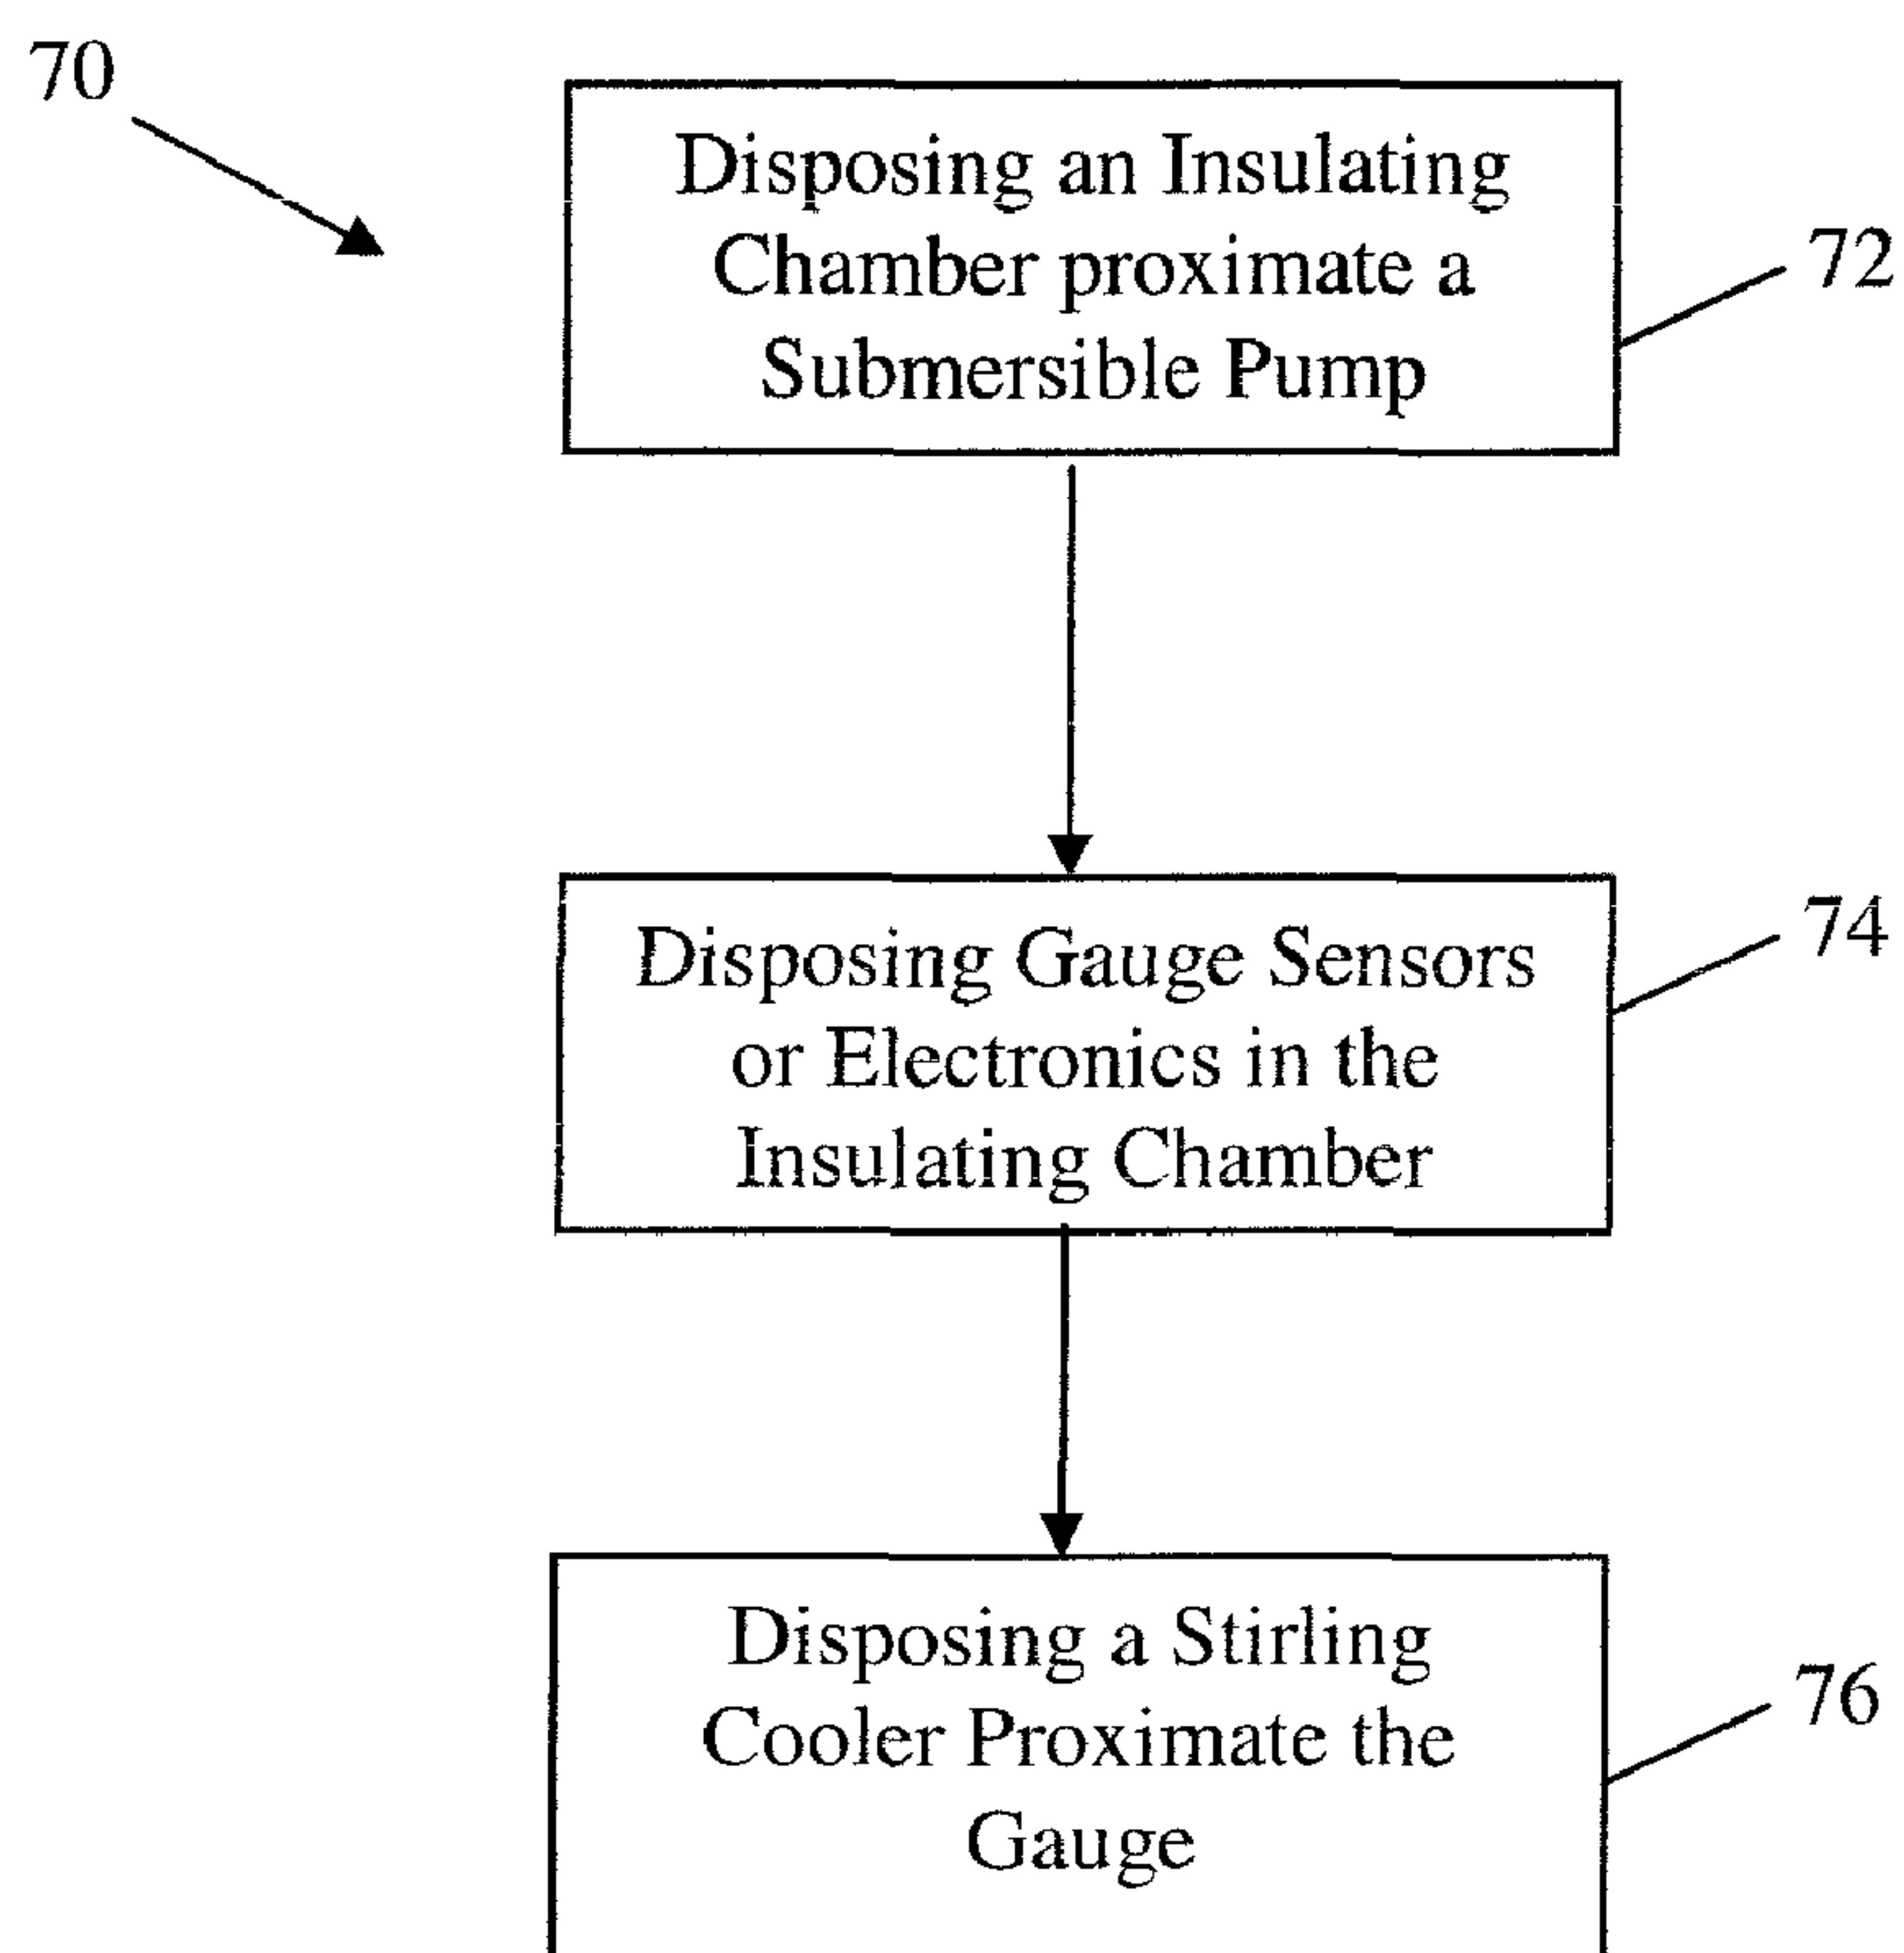 70
Disposing an Insulating
Chamber proximate a
Submersible Pump
72
Disposing Gauge Sensors
or Electronics in the
Insulating Chamber
74
Disposing a Stirling
Cooler Proximate the
Gauge
76